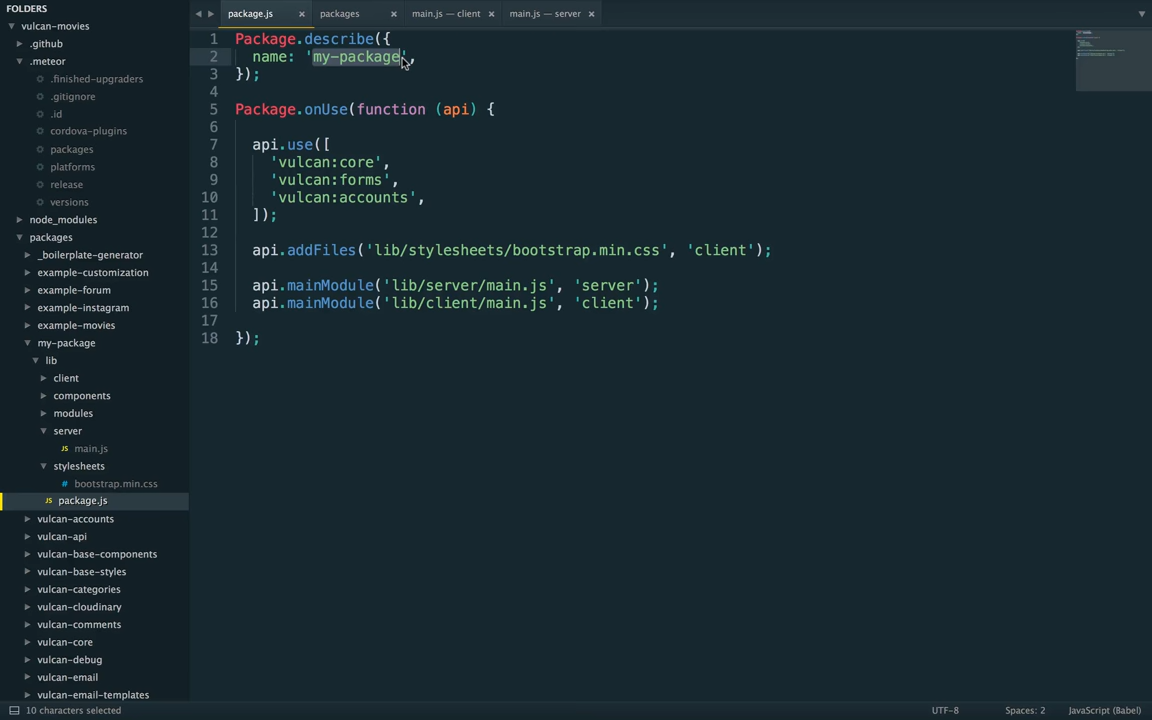 FOLDERS
vulcan-movies
.github
.meteor
.finished-upgraders
.gitignore
.id
cordova-plugins
packages
platforms
release
versions
node_modules
packages
_boilerplate-generator
example-customization
example-forum
example-instagram
example-movies
my-package
lib
client
components
modules
server
JS main.js
stylesheets
# bootstrap.min.css
JS package.js
vulcan-accounts
vulcan-api
vulcan-base-components
vulcan-base-styles
vulcan-categories
vulcan-cloudinary
vulcan-comments
vulcan-core
vulcan-debug
vulcan-email
vulcan-email-templates
package.js packages main.js — client main.js — server
1 Package.describe({
2 name: 'my-package',
3 });
4
5 Package.onUse(function (api) {
6
7 api.use([
8 'vulcan:core',
9 'vulcan:forms',
10 'vulcan:accounts',
11 ]);
12
13 api.addFiles('lib/stylesheets/bootstrap.min.css', 'client');
14
15 api.mainModule('lib/server/main.js', 'server');
16 api.mainModule('lib/client/main.js', 'client');
17
18 });
10 characters selected UTF-8 Spaces: 2 JavaScript (Babel)